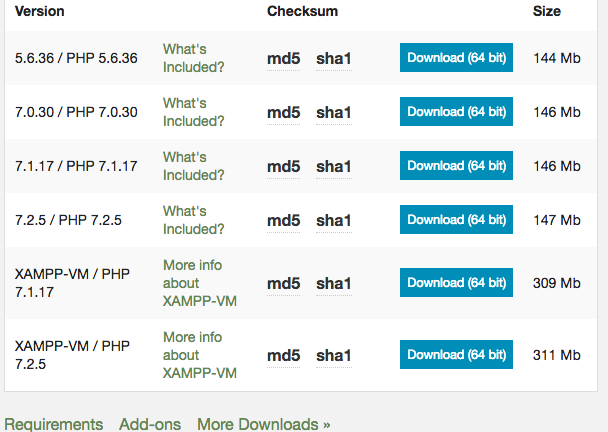 Version Checksum Size
5.6.36 / PHP 5.6.36 What's Included? md5 sha1 Download (64 bit) 144 Mb
7.0.30 / PHP 7.0.30 What's Included? md5 sha1 Download (64 bit) 146 Mb
7.1.17 / PHP 7.1.17 What's Included? md5 sha1 Download (64 bit) 146 Mb
7.2.5 / PHP 7.2.5 What's Included? md5 sha1 Download (64 bit) 147 Mb
XAMPP-VM / PHP 7.1.17 More info about XAMPP-VM md5 sha1 Download (64 bit) 309 Mb
XAMPP-VM / PHP 7.2.5 More info about XAMPP-VM md5 sha1 Download (64 bit) 311 Mb
Requirements Add-ons More Downloads »